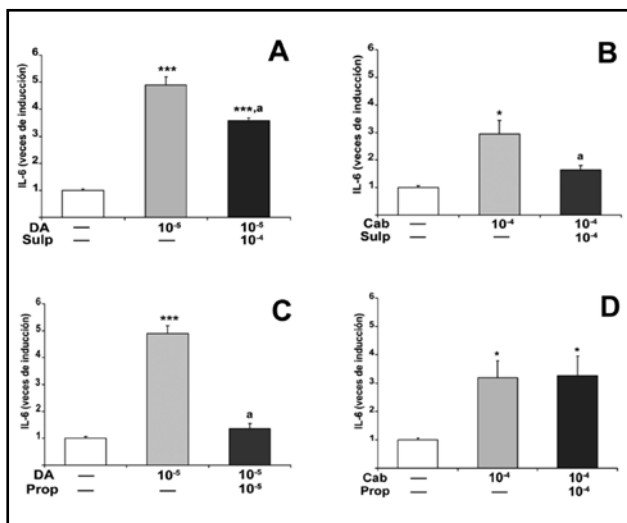 A
IL-6 (veces de inducción)
6
5
4
3
2
1
***
***,a
DA — 10⁻⁵ 10⁻⁵
Sulp — — 10⁻⁴
B
IL-6 (veces de inducción)
6
5
4
3
2
1
*
a
Cab — 10⁻⁴ 10⁻⁴
Sulp — — 10⁻⁴
C
IL-6 (veces de inducción)
6
5
4
3
2
1
***
a
DA — 10⁻⁵ 10⁻⁵
Prop — — 10⁻⁵
D
IL-6 (veces de inducción)
6
5
4
3
2
1
*
*
Cab — 10⁻⁴ 10⁻⁴
Prop — — 10⁻⁴